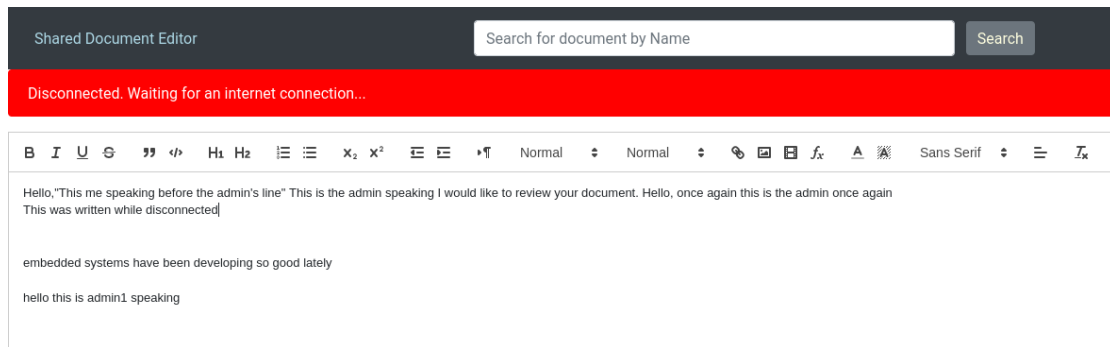 Shared Document Editor
Search for document by Name
Search
Disconnected. Waiting for an internet connection...
B I U S H1 H2 x₂ x² Normal Normal fx A A Sans Serif Tx
Hello,"This me speaking before the admin's line" This is the admin speaking I would like to review your document. Hello, once again this is the admin once again
This was written while disconnected
embedded systems have been developing so good lately
hello this is admin1 speaking